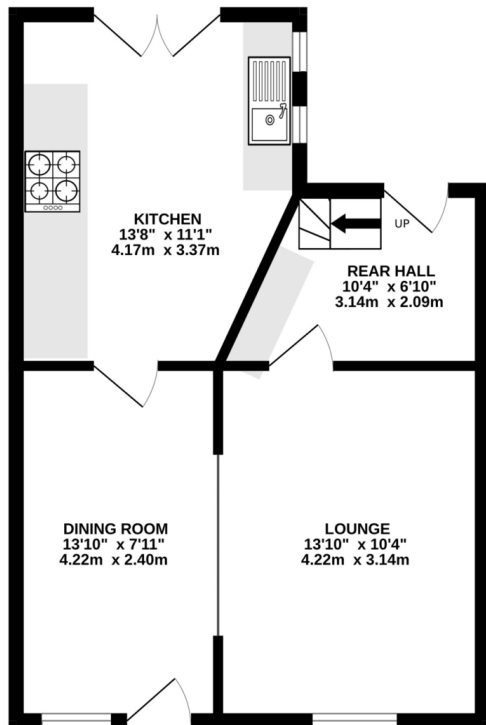 KITCHEN
13'8" x 11'1"
4.17m x 3.37m
UP
REAR HALL
10'4" x 6'10"
3.14m x 2.09m
DINING ROOM
13'10" x 7'11"
4.22m x 2.40m
LOUNGE
13'10" x 10'4"
4.22m x 3.14m